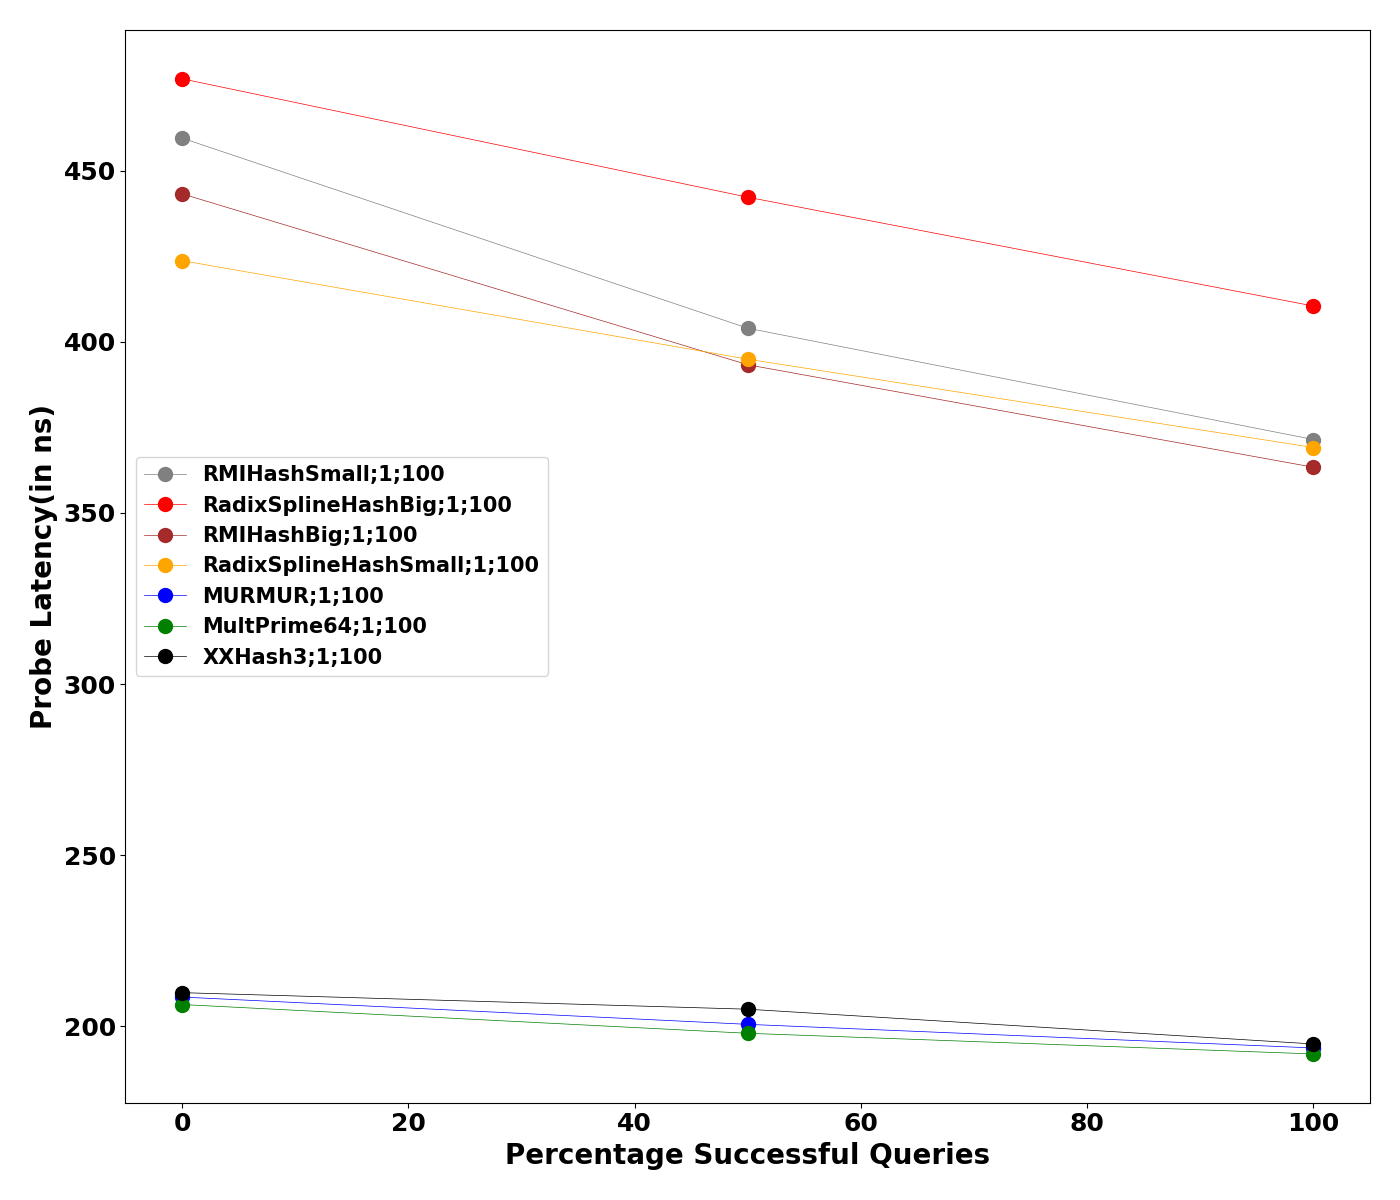 450
400
350
300
250
200
Probe Latency(in ns)
RMIHashSmall;1;100
RadixSplineHashBig;1;100
RMIHashBig;1;100
RadixSplineHashSmall;1;100
MURMUR;1;100
MultPrime64;1;100
XXHash3;1;100
0 20 40 60 80 100
Percentage Successful Queries